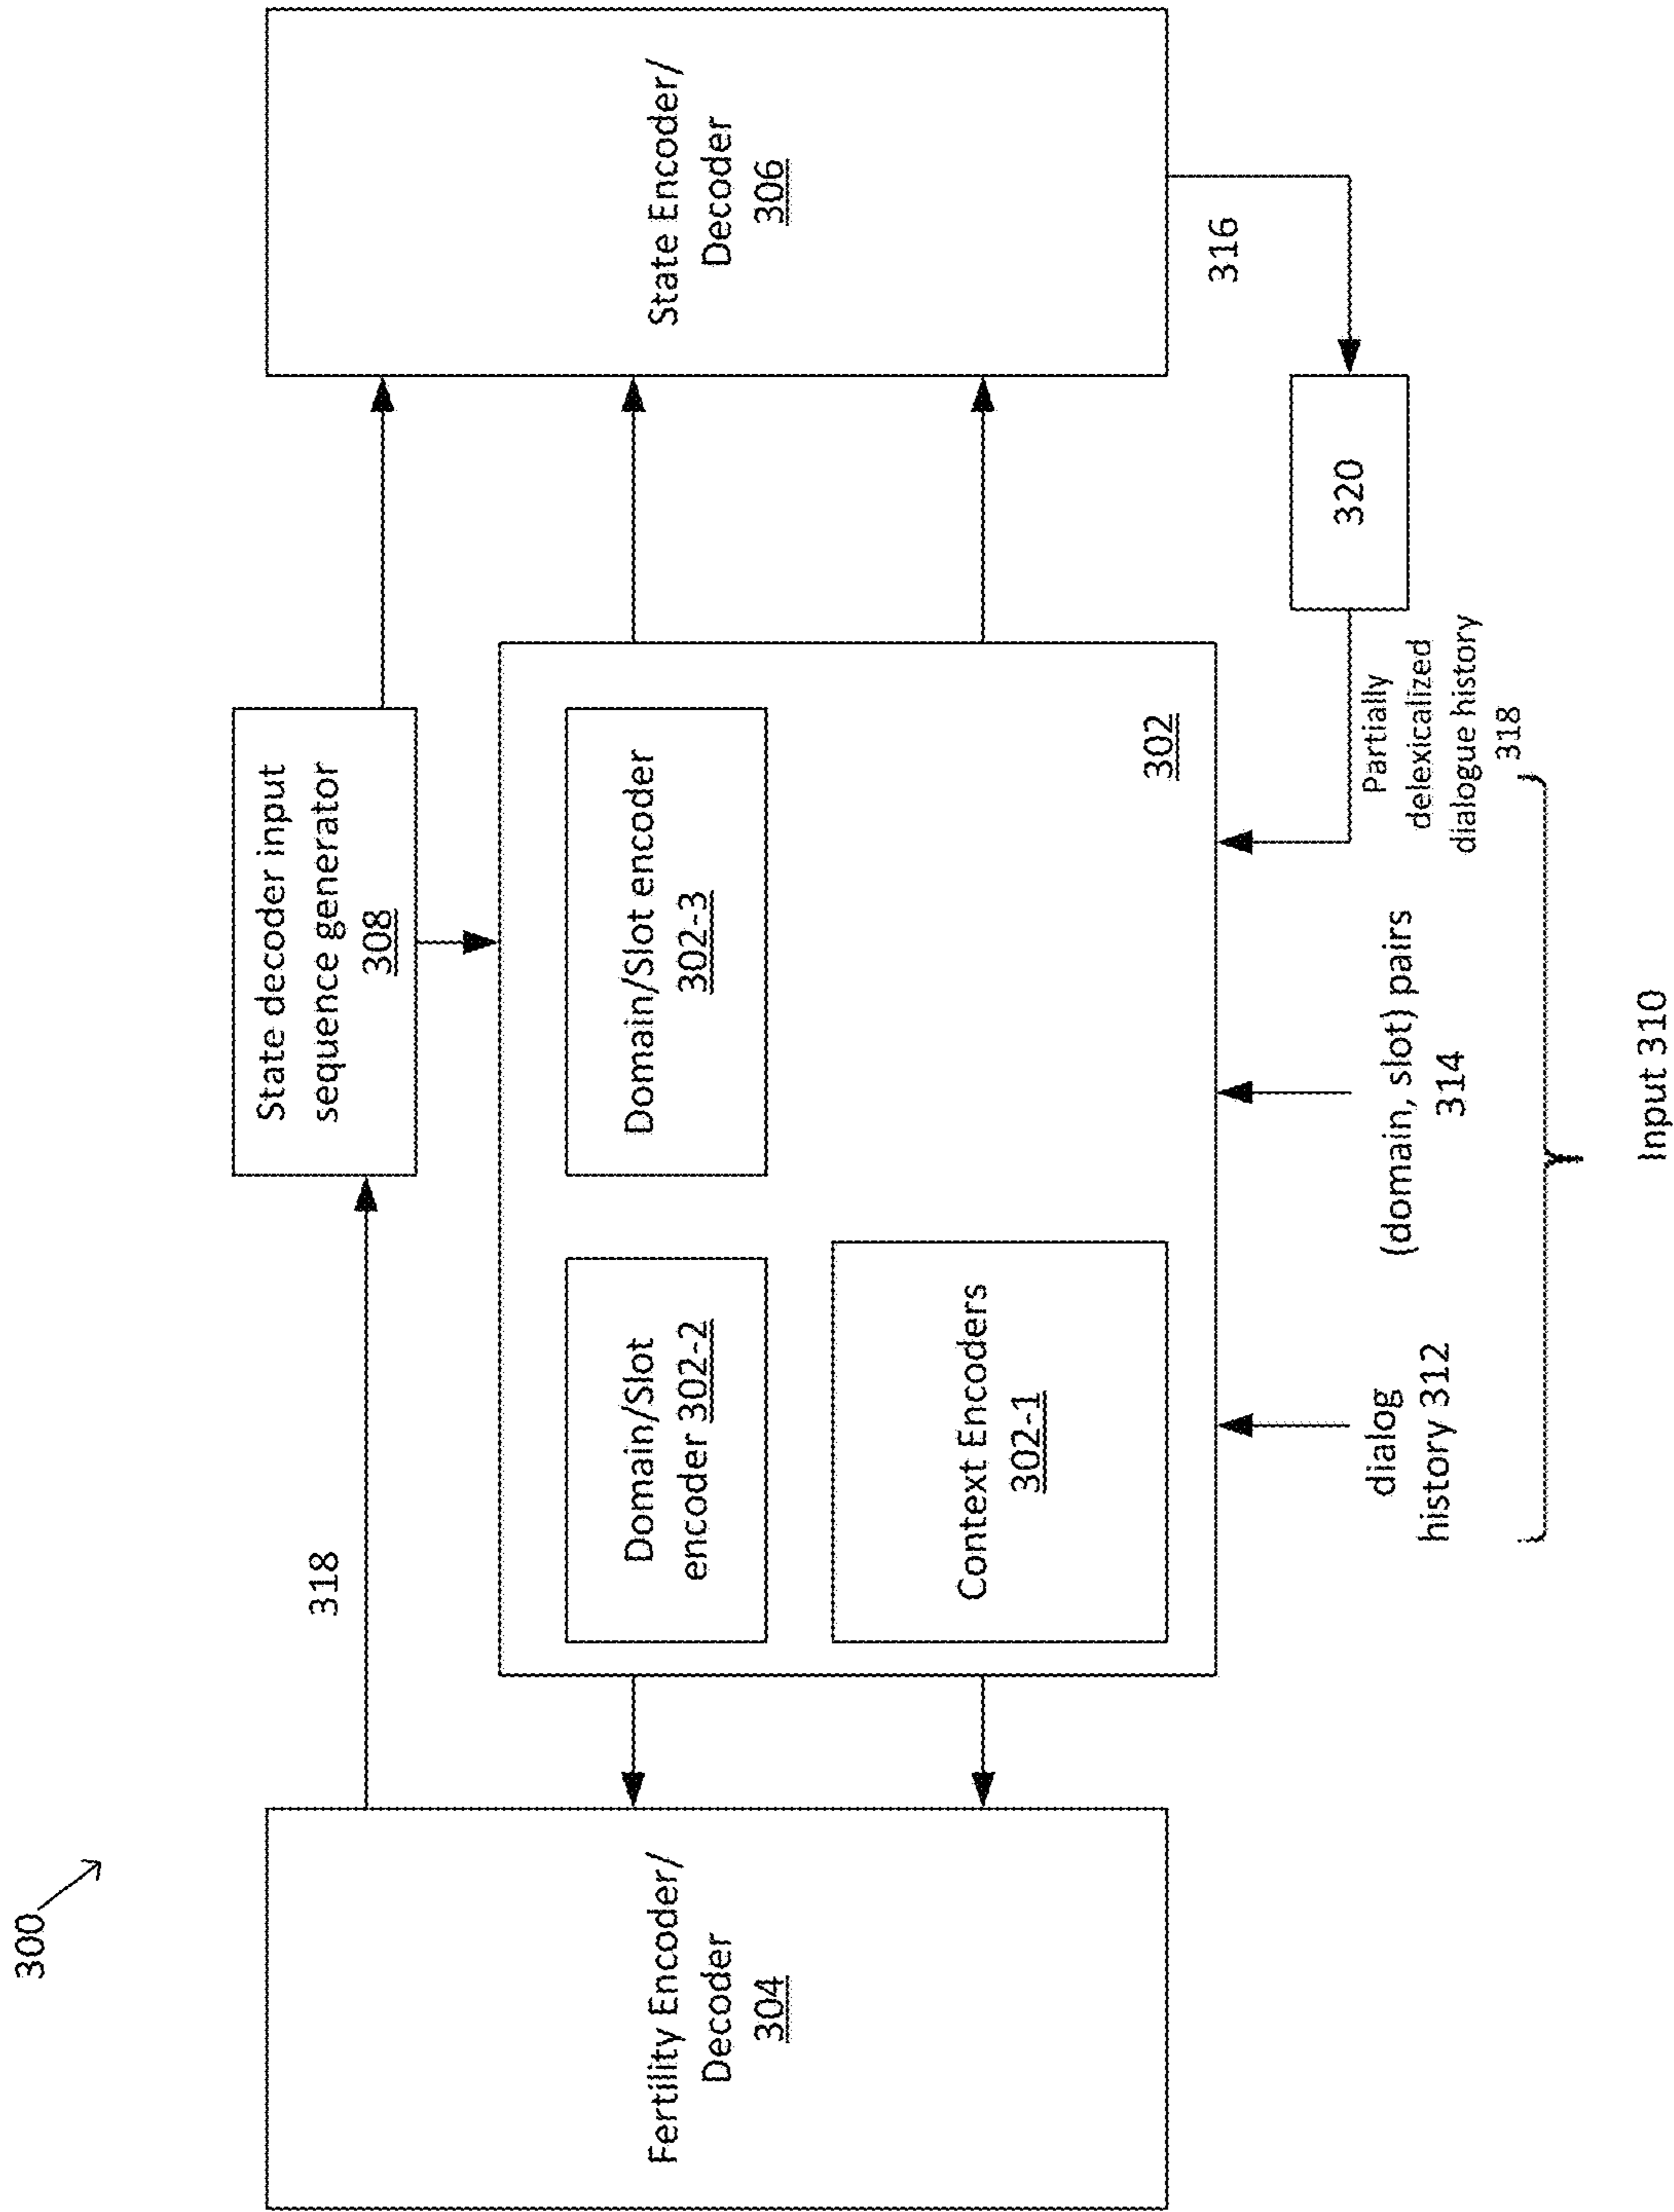 300
Fertility Encoder/
Decoder
304
318
State decoder input
sequence generator
308
Domain/Slot
encoder 302-2
Domain/Slot encoder
302-3
Context Encoders
302-1
302
State Encoder/
Decoder
306
316
320
dialog
history 312
(domain, slot) pairs
314
Partially
delexicalized
dialogue history
318
Input 310